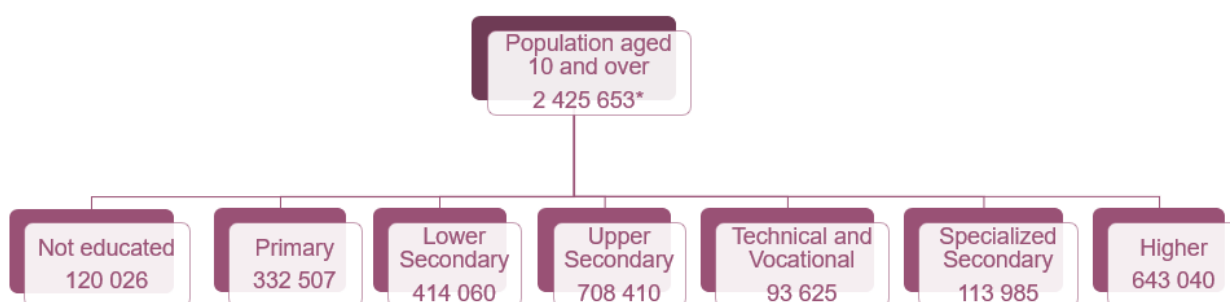 Population aged
10 and over
2 425 653*
Not educated
120 026
Primary
332 507
Lower
Secondary
414 060
Upper
Secondary
708 410
Technical and
Vocational
93 625
Specialized
Secondary
113 985
Higher
643 040